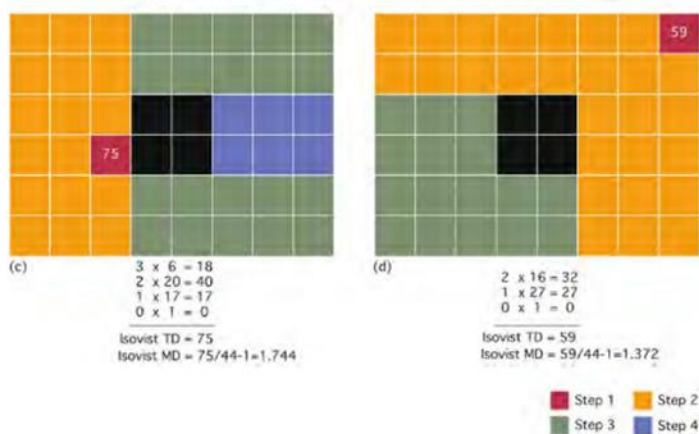 59
75
(c)
3 x 6 = 18
2 x 20 = 40
1 x 17 = 17
0 x 1 = 0
Isovist TD = 75
Isovist MD = 75/44-1=1.744
(d)
2 x 16 = 32
1 x 27 = 27
0 x 1 = 0
Isovist TD = 59
Isovist MD = 59/44-1=1.372
Step 1 Step 2
Step 3 Step 4